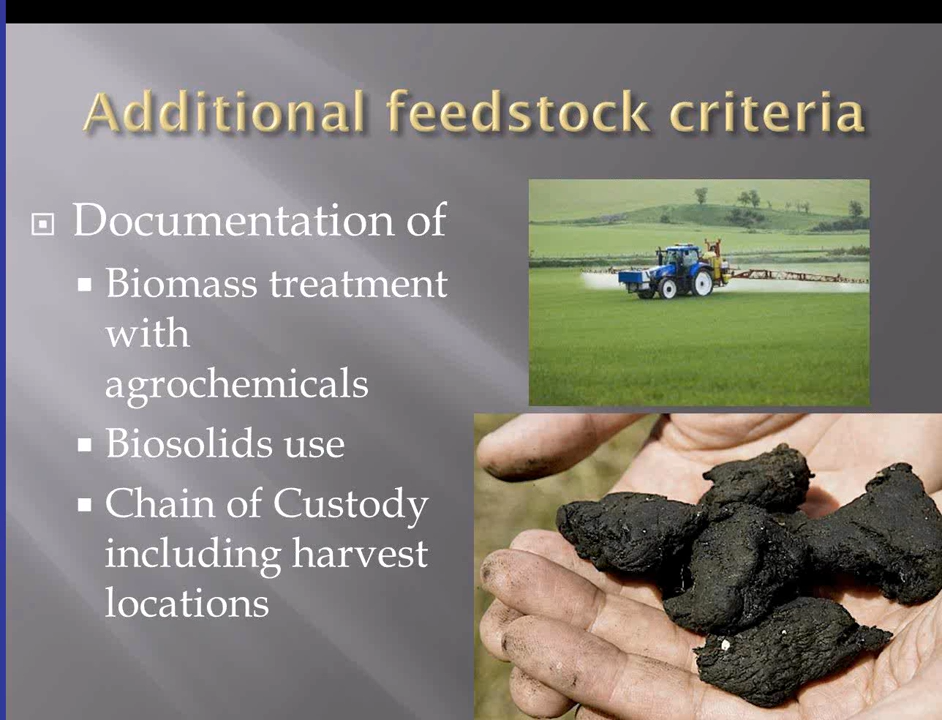 Additional feedstock criteria
Documentation of
Biomass treatment
with
agrochemicals
Biosolids use
Chain of Custody
including harvest
locations